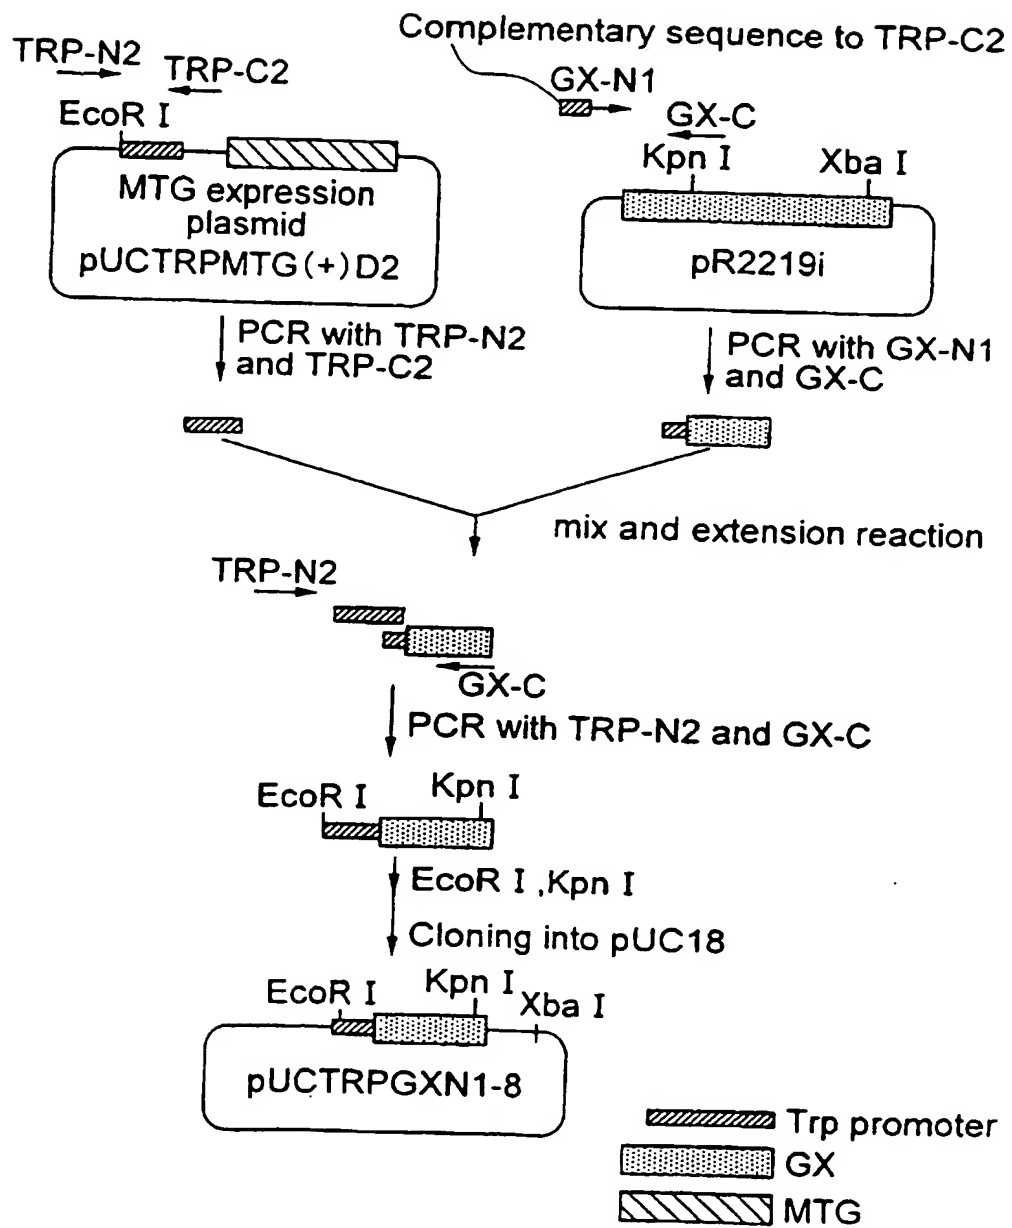 Complementary sequence to TRP-C2
TRP-N2
TRP-C2
EcoR I
GX-N1
GX-C
Kpn I
Xba I
MTG expression
plasmid
pUCTRPMTG(+)D2
pR2219i
PCR with TRP-N2
and TRP-C2
PCR with GX-N1
and GX-C
mix and extension reaction
TRP-N2
GX-C
PCR with TRP-N2 and GX-C
EcoR I
Kpn I
EcoR I ,Kpn I
Cloning into pUC18
EcoR I
Kpn I
Xba I
pUCTRPGXN1-8
Trp promoter
GX
MTG